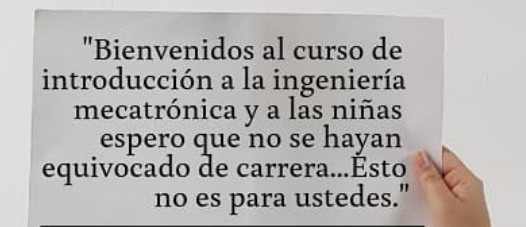 "Bienvenidos al curso de
introducción a la ingeniería
mecatrónica y a las niñas
espero que no se hayan
equivocado de carrera...Esto
no es para ustedes."